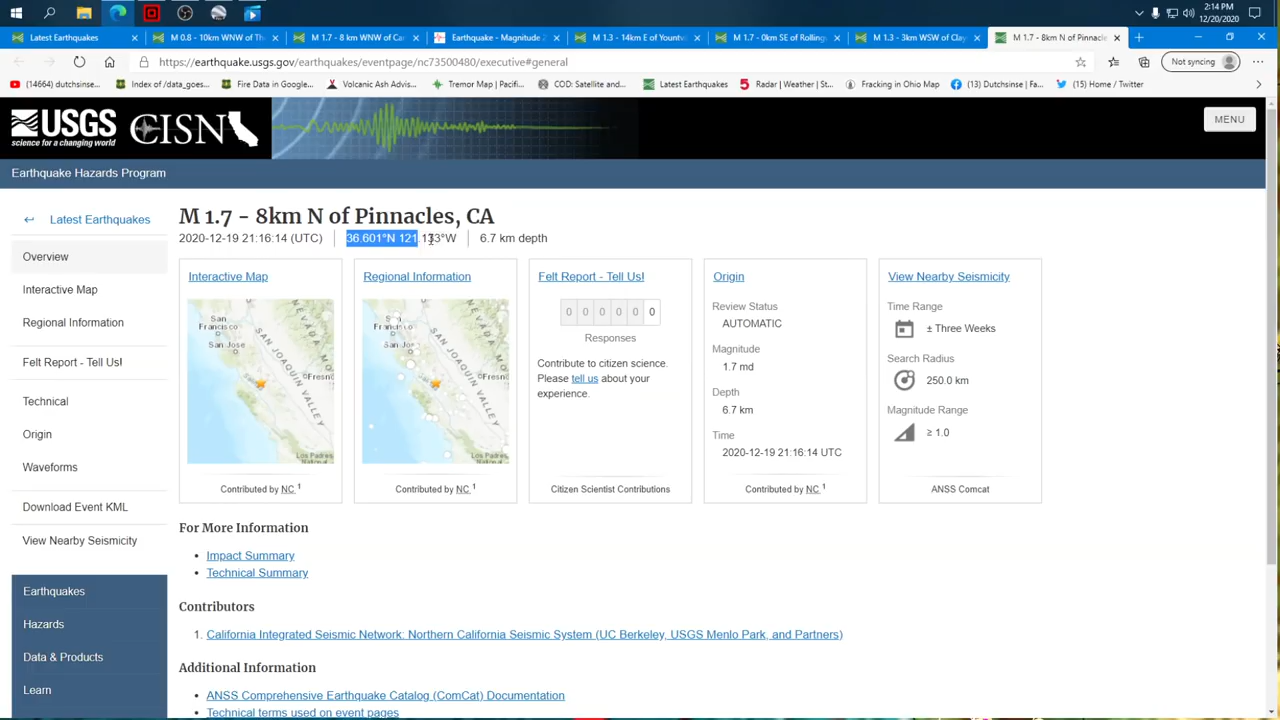 2:14 PM
12/20/2020
Latest Earthquakes
M 0.8 - 10km WNW of Th
M 1.7 - 8 km WNW of Ca
Earthquake - Magnitude
M 1.3 - 14km E of Yountv
M 1.7 - 0km SE of Rolling
M 1.3 - 3km WSW of Clay
M 1.7 - 8km N of Pinnacle
https://earthquake.usgs.gov/earthquakes/eventpage/nc73500480/executive#general
Not syncing
(14664) dutchsinse...
Index of /data_goes...
Fire Data in Google...
Volcanic Ash Advis...
Tremor Map | Pacifi...
COD: Satellite and...
Latest Earthquakes
Radar | Weather | St...
Fracking in Ohio Map
(13) Dutchsinse | Fa...
(15) Home / Twitter
USGS
science for a changing world
CISN
MENU
Earthquake Hazards Program
Latest Earthquakes
Overview
Interactive Map
Regional Information
Felt Report - Tell Us!
Technical
Origin
Waveforms
Download Event KML
View Nearby Seismicity
Earthquakes
Hazards
Data & Products
Learn
M 1.7 - 8km N of Pinnacles, CA
2020-12-19 21:16:14 (UTC)
36.601°N 121.133°W
6.7 km depth
Interactive Map
San
Francisco
San Jose
SAN JOAQUIN VALLEY
Fresno
Los Padres
Contributed by NC 1
Regional Information
San
Francisco
San Jose
SAN JOAQUIN VALLEY
Fresn
Los Padres
Contributed by NC 1
Felt Report - Tell Us!
0 0 0 0 0 0
Responses
Contribute to citizen science.
Please tell us about your
experience.
Citizen Scientist Contributions
Origin
Review Status
AUTOMATIC
Magnitude
1.7 md
Depth
6.7 km
Time
2020-12-19 21:16:14 UTC
Contributed by NC 1
View Nearby Seismicity
Time Range
± Three Weeks
Search Radius
250.0 km
Magnitude Range
≥ 1.0
ANSS Comcat
For More Information
Impact Summary
Technical Summary
Contributors
1. California Integrated Seismic Network: Northern California Seismic System (UC Berkeley, USGS Menlo Park, and Partners)
Additional Information
ANSS Comprehensive Earthquake Catalog (ComCat) Documentation
Technical terms used on event pages